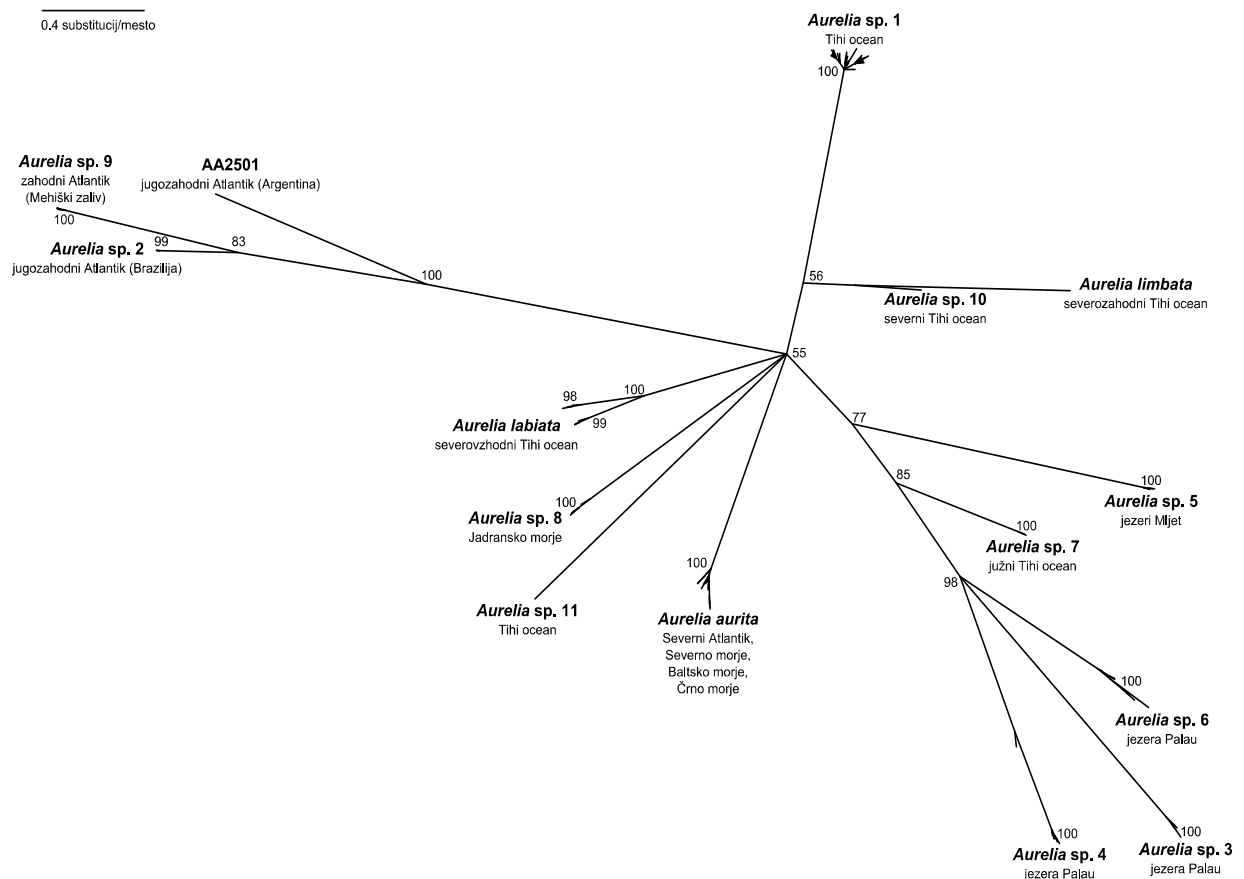 0.4 substitucij/mesto
Aurelia sp. 1
Tihi ocean
100
Aurelia sp. 9
zahodni Atlantik
(Mehiški zaliv)
100
AA2501
jugozahodni Atlantik (Argentina)
99
Aurelia sp. 2
jugozahodni Atlantik (Brazilija)
83
100
56
Aurelia sp. 10
severni Tihi ocean
Aurelia limbata
severozahodni Tihi ocean
55
100
98
99
Aurelia labiata
severovzhodni Tihi ocean
77
100
Aurelia sp. 5
jezeri Mljet
85
100
Aurelia sp. 7
južni Tihi ocean
100
Aurelia sp. 8
Jadransko morje
Aurelia sp. 11
Tihi ocean
100
Aurelia aurita
Severni Atlantik,
Severno morje,
Baltsko morje,
Črno morje
98
100
Aurelia sp. 6
jezera Palau
100
Aurelia sp. 4
jezera Palau
100
Aurelia sp. 3
jezera Palau